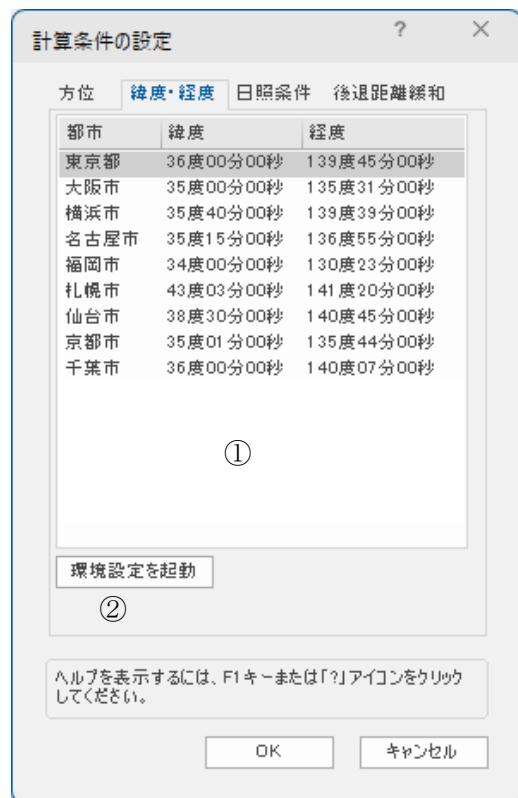 計算条件の設定 ? ×
方位 緯度・経度 日照条件 後退距離緩和
都市 緯度 経度
東京都 36度00分00秒 139度45分00秒
大阪市 35度00分00秒 135度31分00秒
横浜市 35度40分00秒 139度39分00秒
名古屋市 35度15分00秒 136度55分00秒
福岡市 34度00分00秒 130度23分00秒
札幌市 43度03分00秒 141度20分00秒
仙台市 38度30分00秒 140度45分00秒
京都市 35度01分00秒 135度44分00秒
千葉市 36度00分00秒 140度07分00秒
①
環境設定を起動
②
ヘルプを表示するには、F1キーまたは「?」アイコンをクリック
してください。
OK キャンセル